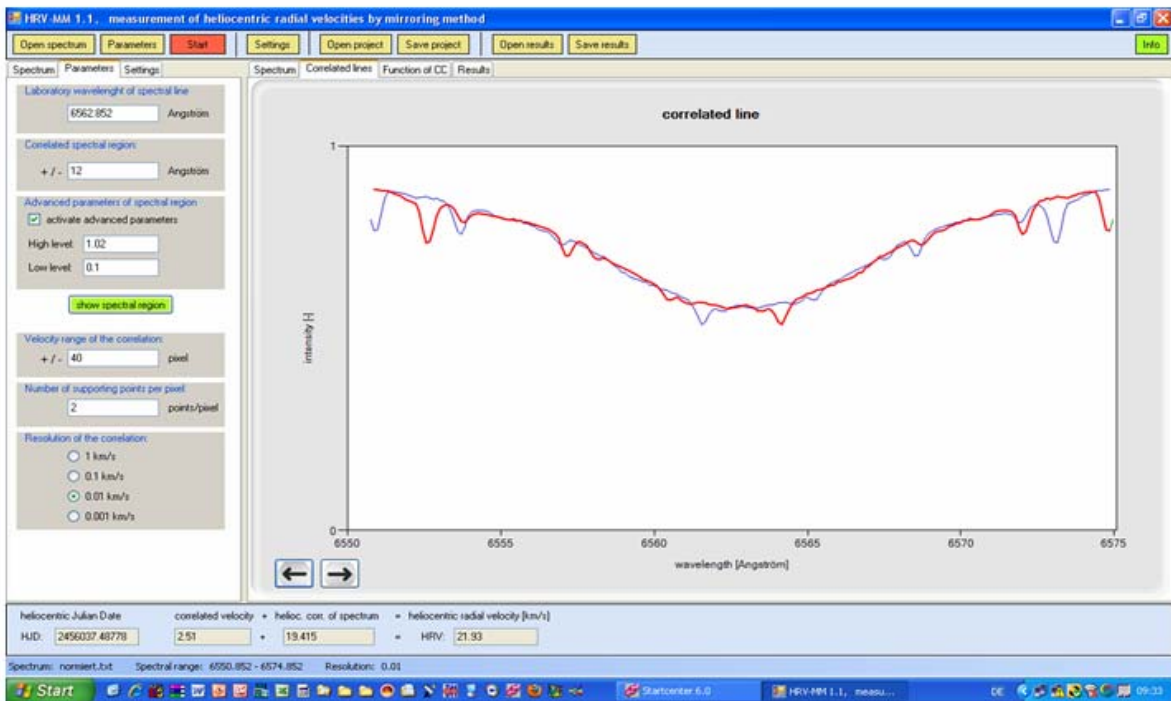 HRV-MM 1.1, measurement of heliocentric radial velocities by mirroring method
Open spectrum Parameters Start Settings Open project Save project Open results Save results Info
Spectrum Parameters Settings
Spectrum Correlated lines Function of CC Results
Laboratory wavelenght of spectral line
6562.852 Angström
Correlated spectral region:
+ / - 12 Angström
Advanced parameters of spectral region
activate advanced parameters
High level: 1.02
Low level: 0.1
show spectral region
Velocity range of the correlation:
+ / - 40 pixel
Number of supporting points per pixel:
2 points/pixel
Resolution of the correlation:
1 km/s
0.1 km/s
0.01 km/s
0.001 km/s
correlated line
1
intensity [-]
0
6550 6555 6560 6565 6570 6575
wavelength [Angström]
heliocentric Julian Date correlated velocity + helioc. corr. of spectrum = heliocentric radial velocity [km/s]
HJD: 2456037.48778 2.51 + 19.415 = HRV: 21.93
Spectrum: normiert.txt Spectral range: 6550.852 - 6574.852 Resolution: 0.01
Start Startcenter 6.0 HRV-MM 1.1, measu... DE 09:33